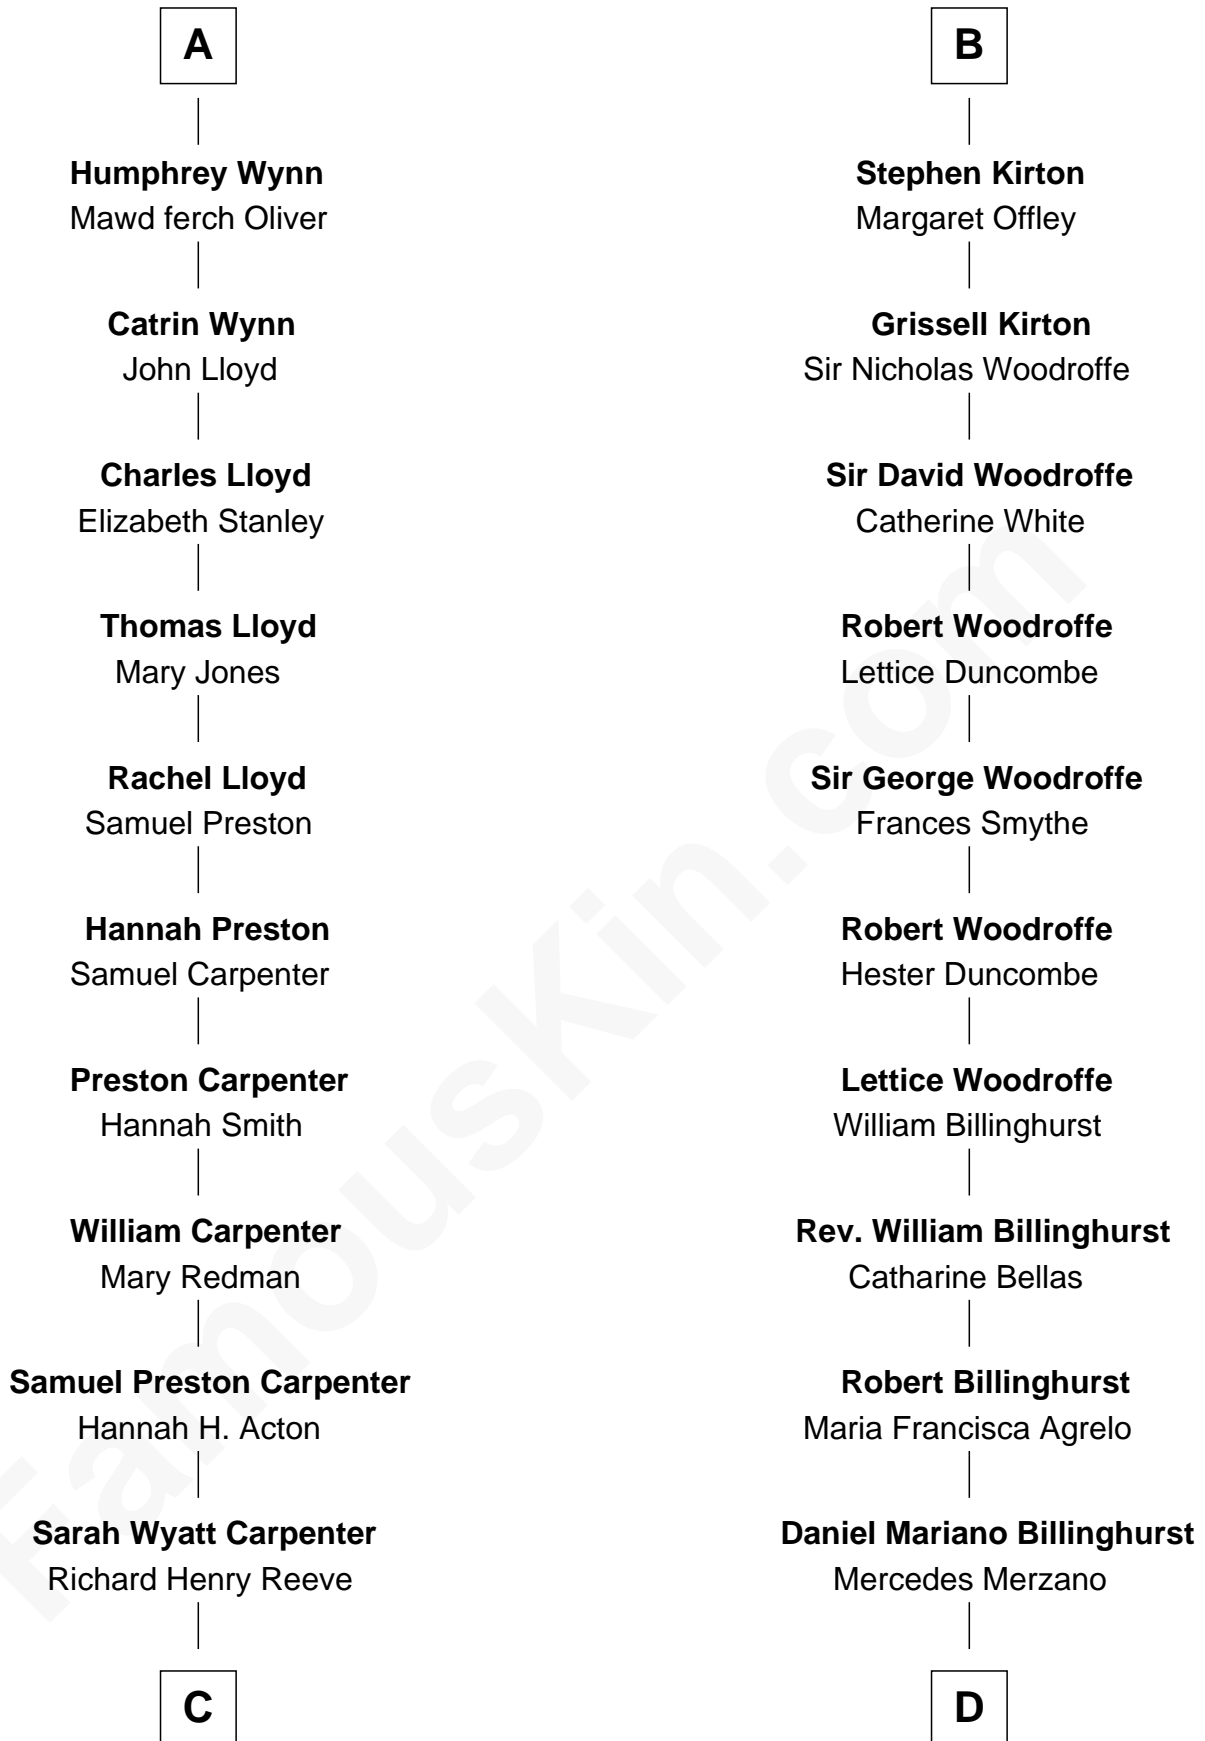 A
Humphrey Wynn
Mawd ferch Oliver
Catrin Wynn
John Lloyd
Charles Lloyd
Elizabeth Stanley
Thomas Lloyd
Mary Jones
Rachel Lloyd
Samuel Preston
Hannah Preston
Samuel Carpenter
Preston Carpenter
Hannah Smith
William Carpenter
Mary Redman
Samuel Preston Carpenter
Hannah H. Acton
Sarah Wyatt Carpenter
Richard Henry Reeve
C
B
Stephen Kirton
Margaret Offley
Grissell Kirton
Sir Nicholas Woodroffe
Sir David Woodroffe
Catherine White
Robert Woodroffe
Lettice Duncombe
Sir George Woodroffe
Frances Smythe
Robert Woodroffe
Hester Duncombe
Lettice Woodroffe
William Billinghurst
Rev. William Billinghurst
Catharine Bellas
Robert Billinghurst
Maria Francisca Agrelo
Daniel Mariano Billinghurst
Mercedes Merzano
D
FamousKin.com